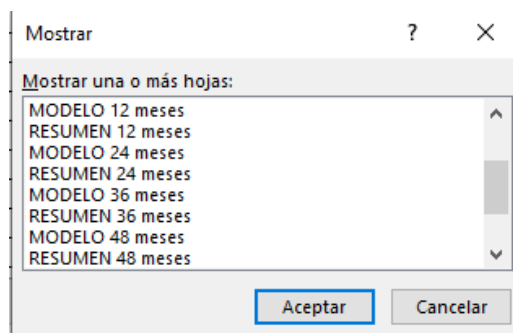 Mostrar ? ×
Mostrar una o más hojas:
MODELO 12 meses
RESUMEN 12 meses
MODELO 24 meses
RESUMEN 24 meses
MODELO 36 meses
RESUMEN 36 meses
MODELO 48 meses
RESUMEN 48 meses
Aceptar Cancelar